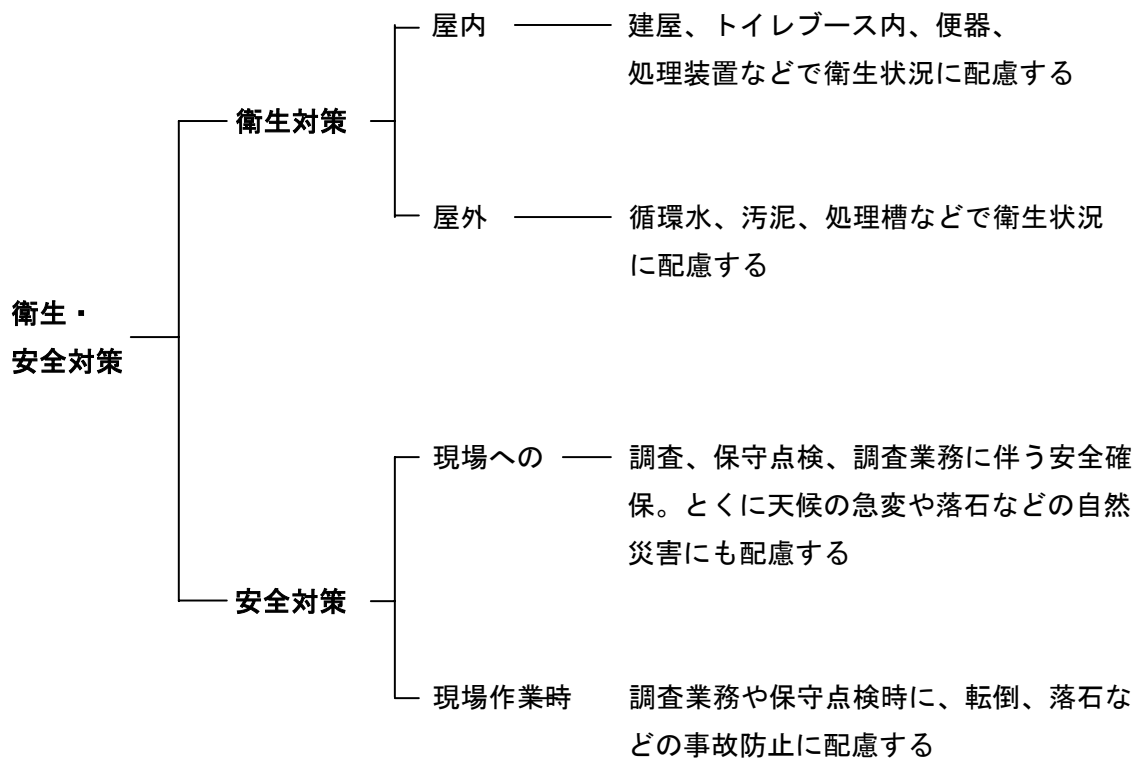 屋内
建屋、トイレブース内、便器、
処理装置などで衛生状況に配慮する
衛生対策
屋外
循環水、汚泥、処理槽などで衛生状況
に配慮する
衛生・
安全対策
現場への
調査、保守点検、調査業務に伴う安全確
保。とくに天候の急変や落石などの自然
災害にも配慮する
安全対策
現場作業時
調査業務や保守点検時に、転倒、落石な
どの事故防止に配慮する